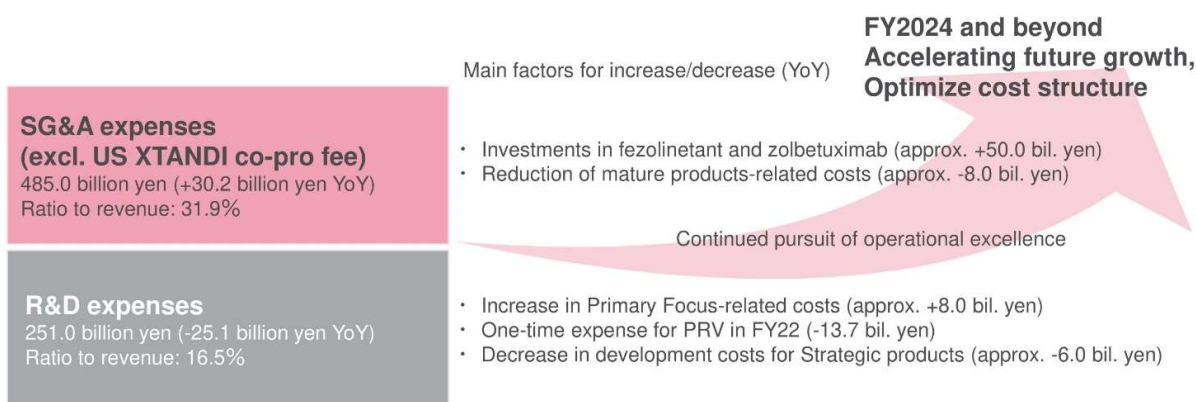 FY2024 and beyond
Accelerating future growth,
Optimize cost structure
Main factors for increase/decrease (YoY)
SG&A expenses
(excl. US XTANDI co-pro fee)
485.0 billion yen (+30.2 billion yen YoY)
Ratio to revenue: 31.9%
・ Investments in fezolinetant and zolbetuximab (approx. +50.0 bil. yen)
・ Reduction of mature products-related costs (approx. -8.0 bil. yen)
Continued pursuit of operational excellence
R&D expenses
251.0 billion yen (-25.1 billion yen YoY)
Ratio to revenue: 16.5%
・ Increase in Primary Focus-related costs (approx. +8.0 bil. yen)
・ One-time expense for PRV in FY22 (-13.7 bil. yen)
・ Decrease in development costs for Strategic products (approx. -6.0 bil. yen)